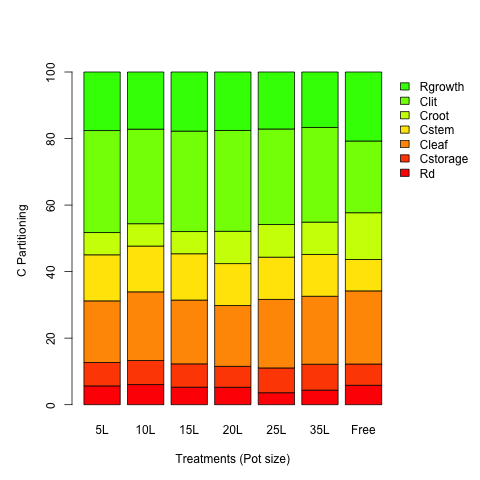 C Partitioning
100
80
60
40
20
0
5L 10L 15L 20L 25L 35L Free
Treatments (Pot size)
Rgrowth
Clit
Croot
Cstem
Cleaf
Cstorage
Rd